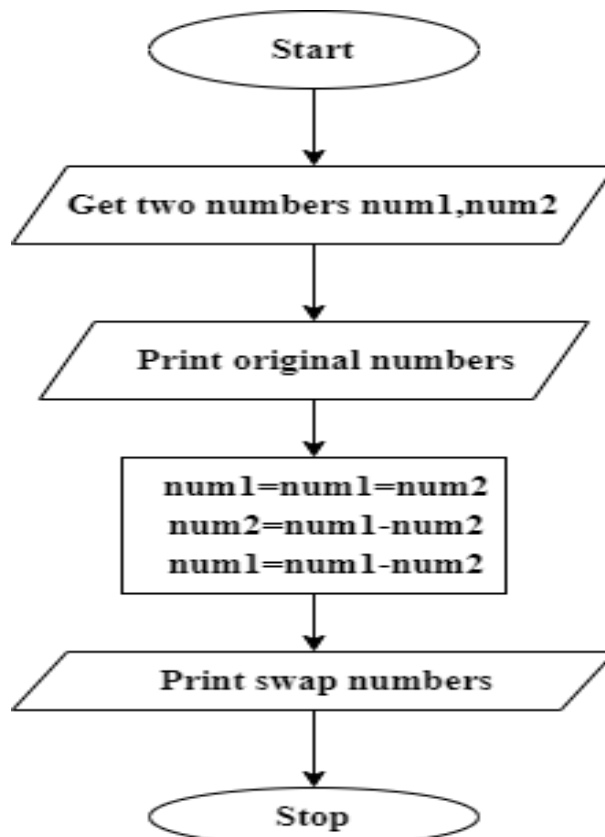 Start
Get two numbers num1,num2
Print original numbers
num1=num1=num2
num2=num1-num2
num1=num1-num2
Print swap numbers
Stop